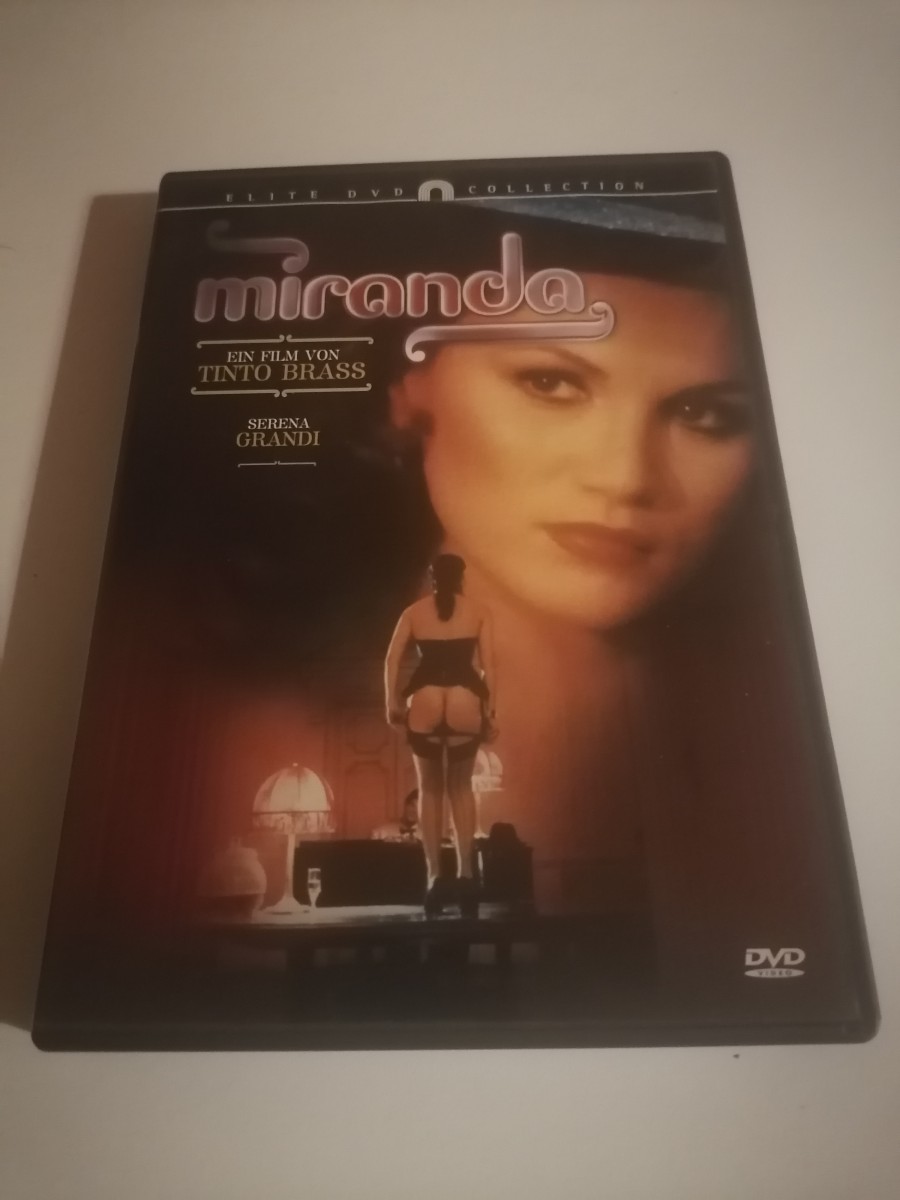 ELITE DVD COLLECTION
miranda
EIN FILM VON
TINTO BRASS
SERENA
GRANDI
DVD
VIDEO